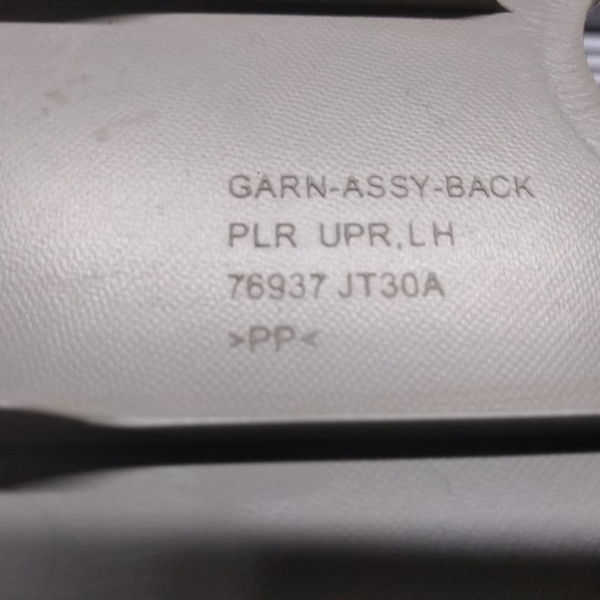 GARN-ASSY-BACK
PLR UPR,LH
76937 JT30A
>PP<